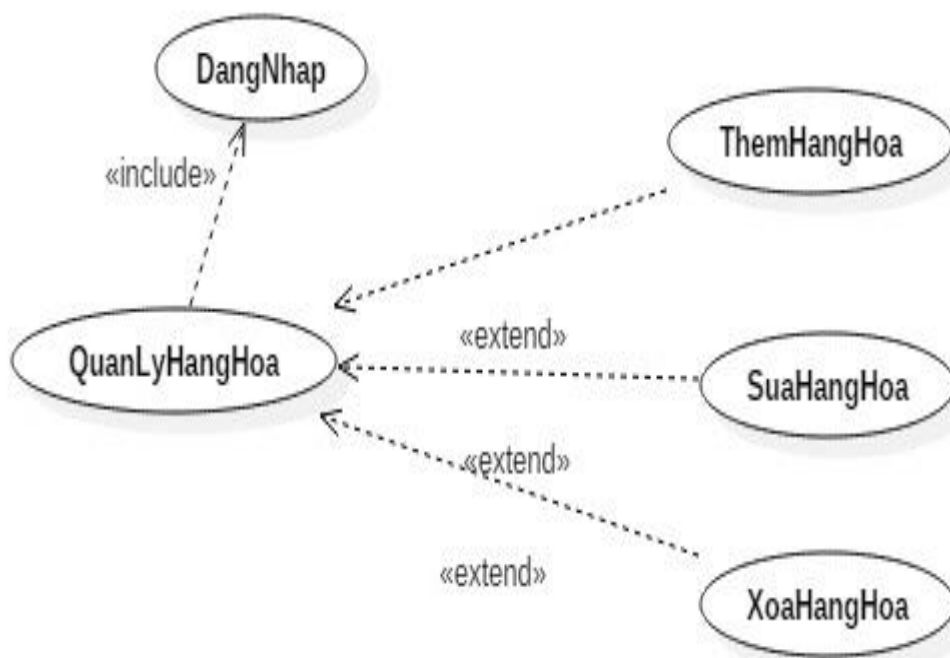 DangNhap
ThemHangHoa
«include»
«extend»
QuanLyHangHoa
SuaHangHoa
«extend»
«extend»
XoaHangHoa